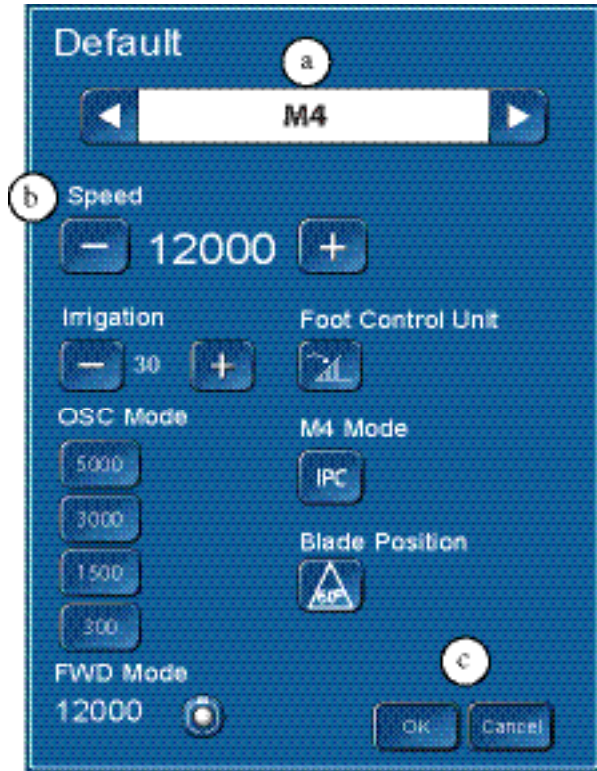 Default
a
M4
b
Speed
12000
Irrigation
Foot Control Unit
30
OSC Mode
M4 Mode
5000
IPC
3000
Blade Position
1500
60°
300
FWD Mode
c
12000
OK
Cancel